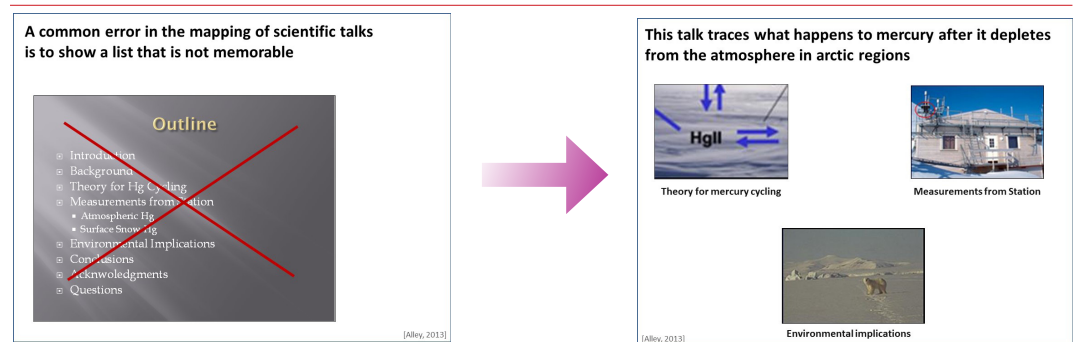 A common error in the mapping of scientific talks
is to show a list that is not memorable
Outline
Introduction
Background
Theory for Hg Cycling
Measurements from Station
Atmospheric Hg
Surface Snow Hg
Environmental Implications
Conclusions
Acknwoledgments
Questions
[Alley, 2013]
This talk traces what happens to mercury after it depletes
from the atmosphere in arctic regions
HgII
Theory for mercury cycling
Measurements from Station
Environmental implications
[Alley, 2013]